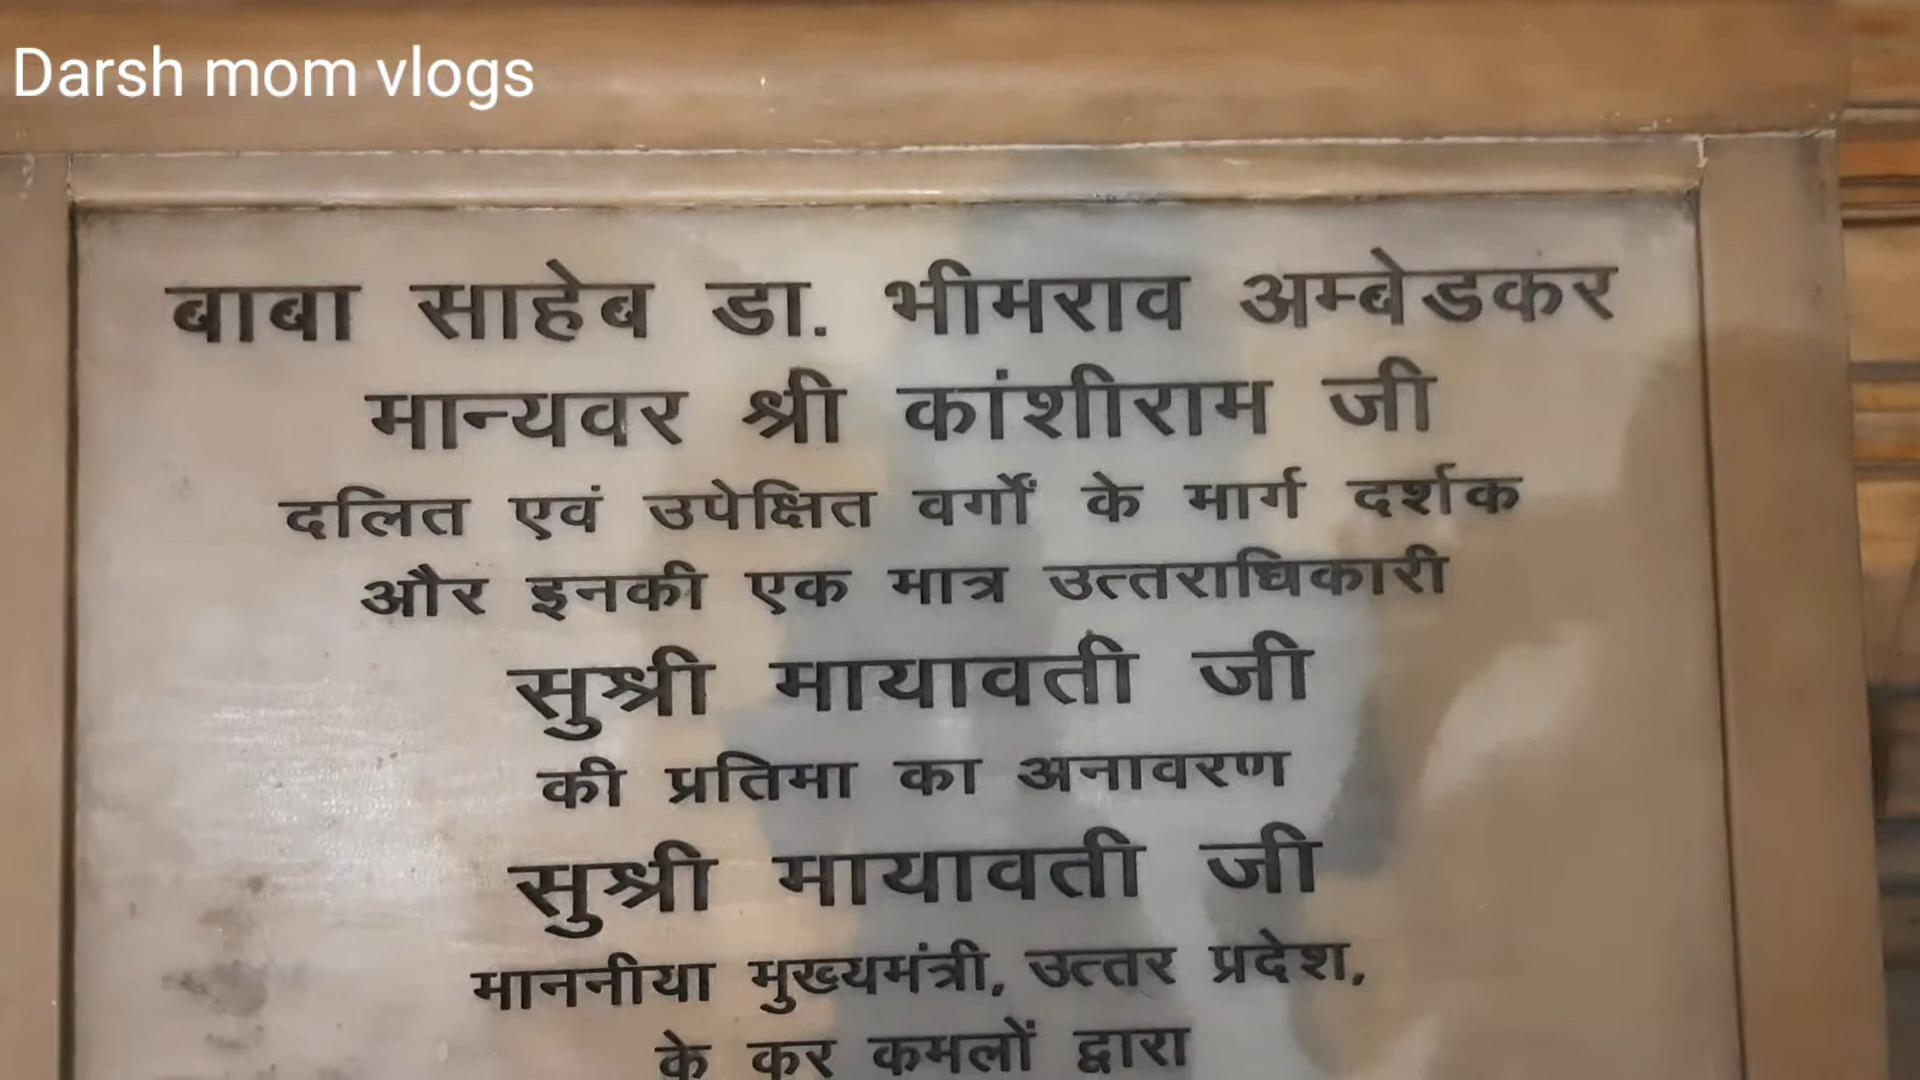 Darsh mom vlogs
बाबा साहेब डा. भीमराव अम्बेडकर
मान्यवर श्री कांशीराम जी
दलित एवं उपेक्षित वर्गों के मार्ग दर्शक
और इनकी एक मात्र उत्तराधिकारी
सुश्री मायावती जी
की प्रतिमा का अनावरण
सुश्री मायावती जी
माननीया मुख्यमंत्री, उत्तर प्रदेश,
के कर कमलों द्वारा